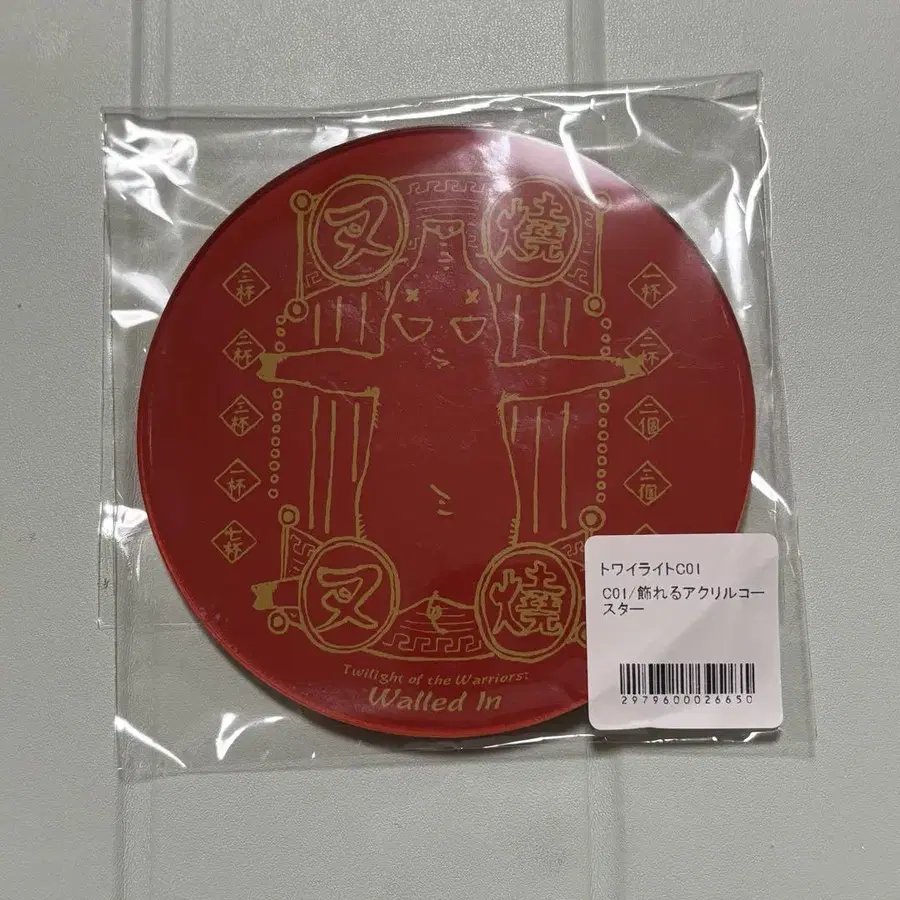 叉 燒
三杯
二杯
三杯
一杯
七杯
一杯
二杯
二個
三個
叉 燒
Twilight of the Warriors:
Walled In
トワイライトC01
C01/飾れるアクリルコー
スター
2979600026650